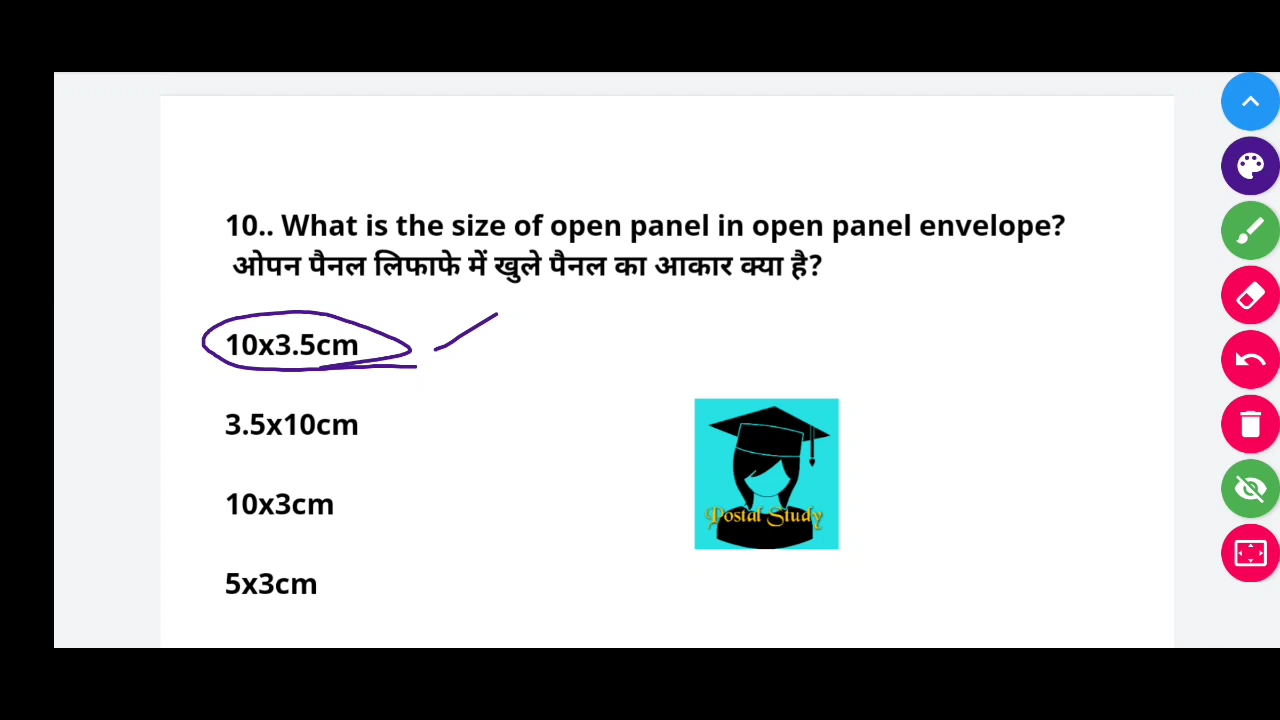 10.. What is the size of open panel in open panel envelope?
ओपन पैनल लिफाफे में खुले पैनल का आकार क्या है?
10x3.5cm
3.5x10cm
10x3cm
5x3cm
Postal Study